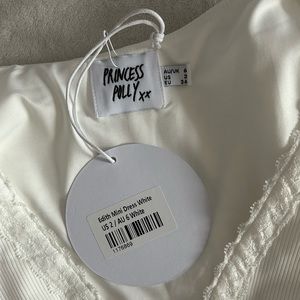 PRINCESS
POLLY xx
AU/UK 6
US 2
EU 34
Edith Mini Dress White
US 2 / AU 6 White
1176869